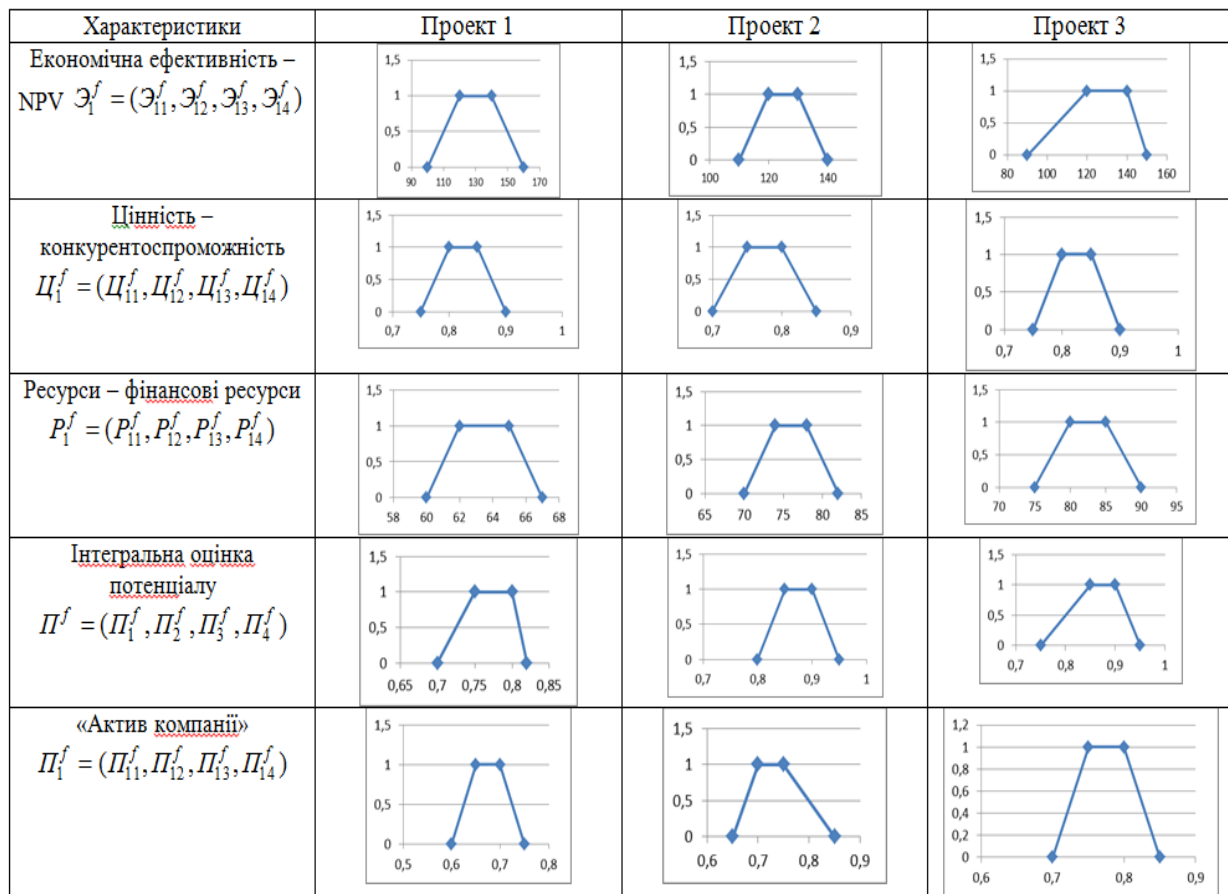 Характеристики
Проект 1
Проект 2
Проект 3
Економічна ефективність –
NPV Э₁ᶠ = (Э₁₁ᶠ, Э₁₂ᶠ, Э₁₃ᶠ, Э₁₄ᶠ)
1,5
1
0,5
0
90 110 130 150 170
1,5
1
0,5
0
100 120 140
1,5
1
0,5
0
80 100 120 140 160
Цінність –
конкурентоспроможність
Ц₁ᶠ = (Ц₁₁ᶠ, Ц₁₂ᶠ, Ц₁₃ᶠ, Ц₁₄ᶠ)
1,5
1
0,5
0
0,7 0,8 0,9 1
1,5
1
0,5
0
0,7 0,8 0,9
1,5
1
0,5
0
0,7 0,8 0,9 1
Ресурси – фінансові ресурси
Р₁ᶠ = (Р₁₁ᶠ, Р₁₂ᶠ, Р₁₃ᶠ, Р₁₄ᶠ)
1,5
1
0,5
0
58 60 62 64 66 68
1,5
1
0,5
0
65 70 75 80 85
1,5
1
0,5
0
70 75 80 85 90 95
Інтегральна оцінка
потенціалу
Пᶠ = (П₁ᶠ, П₂ᶠ, П₃ᶠ, П₄ᶠ)
1,5
1
0,5
0
0,65 0,7 0,75 0,8 0,85
1,5
1
0,5
0
0,7 0,8 0,9 1
1,5
1
0,5
0
0,7 0,8 0,9 1
«Актив компанії»
П₁ᶠ = (П₁₁ᶠ, П₁₂ᶠ, П₁₃ᶠ, П₁₄ᶠ)
1,5
1
0,5
0
0,5 0,6 0,7 0,8
1,5
1
0,5
0
0,6 0,7 0,8 0,9
1,2
1
0,8
0,6
0,4
0,2
0
0,6 0,7 0,8 0,9